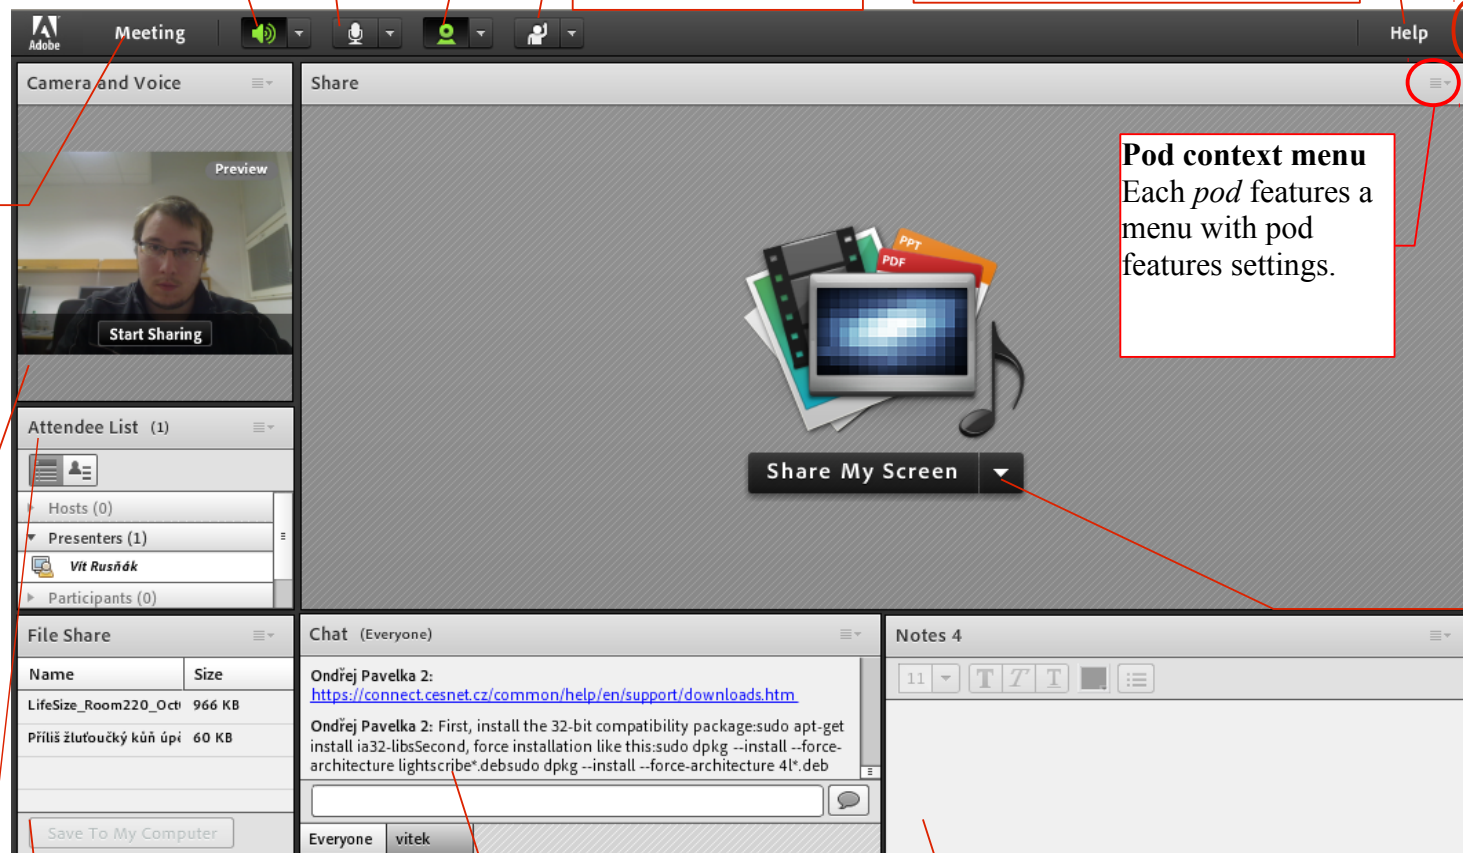 Adobe
Meeting
Help
Camera and Voice
Share
Preview
Start Sharing
Pod context menu
Each pod features a
menu with pod
features settings.
PPT
PDF
Share My Screen
Attendee List (1)
Hosts (0)
Presenters (1)
Vít Rusňák
Participants (0)
File Share
Name Size
LifeSize_Room220_Oct 966 KB
Příliš žluťoučký kůň úpě 60 KB
Save To My Computer
Chat (Everyone)
Ondřej Pavelka 2:
https://connect.cesnet.cz/common/help/en/support/downloads.htm
Ondřej Pavelka 2: First, install the 32-bit compatibility package:sudo apt-get
install ia32-libsSecond, force installation like this:sudo dpkg --install --force-
architecture lightscribe*.debsudo dpkg --install --force-architecture 4l*.deb
Everyone vitek
Notes 4
11 T T T